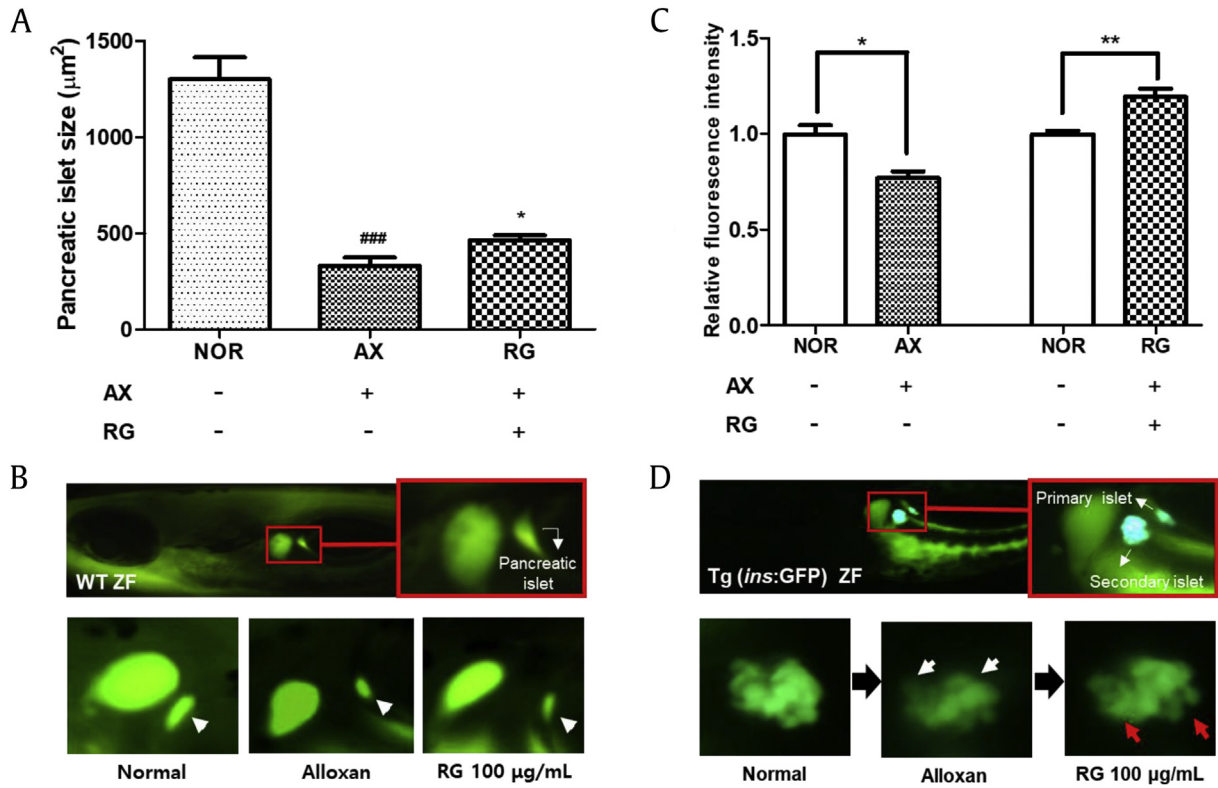 A
Pancreatic islet size (μm²)
1500
1000
500
0
###
*
NOR AX RG
AX - + +
RG - - +
C
Relative fluorescence intensity
1.5
1.0
0.5
0.0
*
**
NOR AX NOR RG
AX - + - +
RG - - - +
B
WT ZF
Pancreatic
islet
Normal Alloxan RG 100 μg/mL
D
Tg (ins:GFP) ZF
Primary islet
Secondary islet
Normal Alloxan RG 100 μg/mL